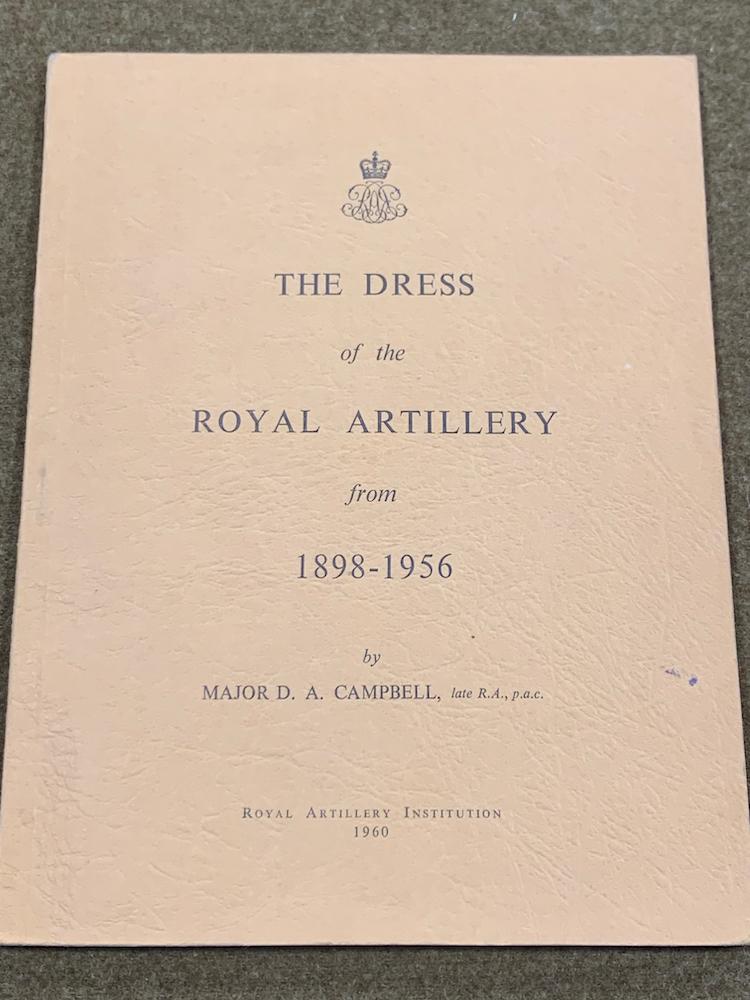 THE DRESS
of the
ROYAL ARTILLERY
from
1898-1956
by
MAJOR D. A. CAMPBELL, late R.A., p.a.c.
ROYAL ARTILLERY INSTITUTION
1960